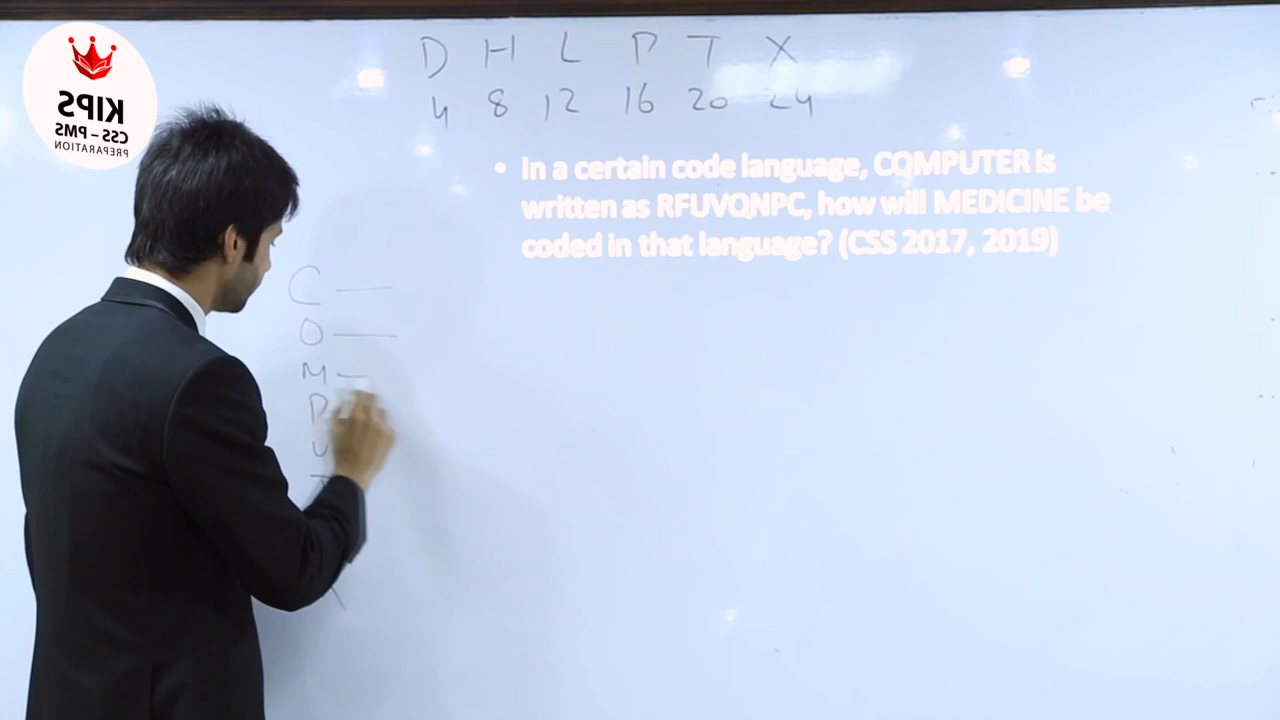 KIPS
CSS – PMS
PREPARATION
D H L P T X
4 8 12 16 20 24
• In a certain code language, COMPUTER is
written as RFUVQNPC, how will MEDICINE be
coded in that language? (CSS 2017, 2019)
C —
O —
M —
P
U
T